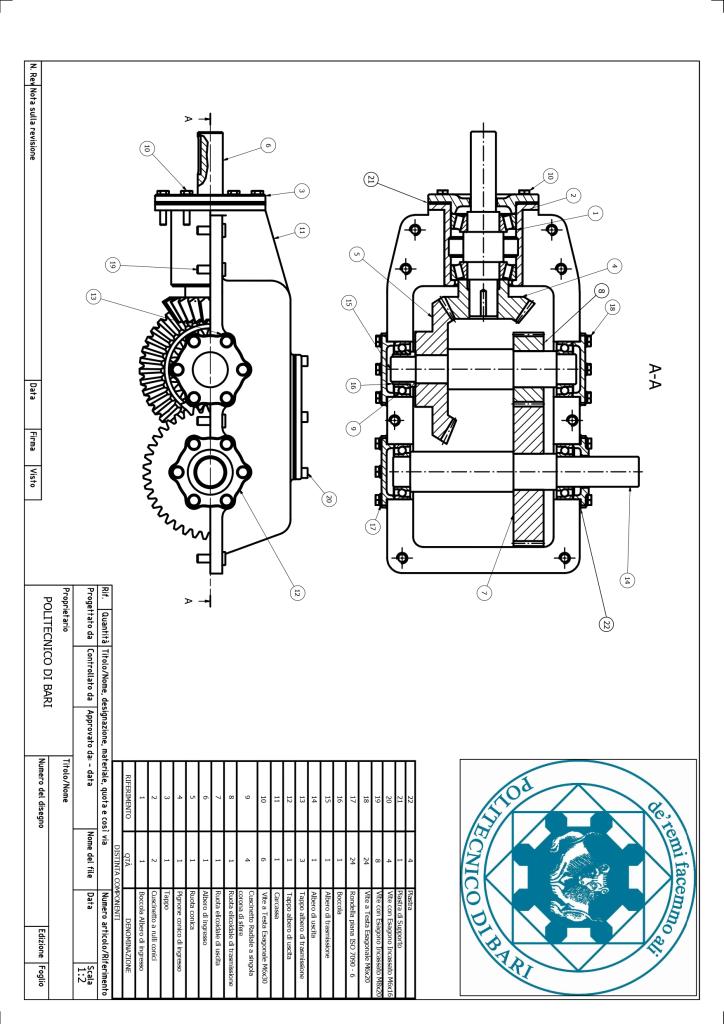 A-A
A
A
6
10
3
11
19
13
20
12
21
10
2
1
5
4
8
18
15
16
9
17
14
7
22
de' remi facemmo ali
POLITECNICO DI BARI
22 4 Piastra
21 1 Piastra di supporto
20 4 Vite con Esagono Incassato M6x16
19 8 Vite con Esagono Incassato M6x20
18 24 Vite a Testa Esagonale M6x20
17 24 Randella piana ISO 7090 - 6
16 1 Boccola
15 1 Albero di trasmissione
14 1 Albero di uscita
13 3 Tappo albero di trasmissione
12 1 Tappo albero di uscita
11 1 Carcassa
10 6 Vite a Testa Esagonale M6x30
9 4 Cuscinetto Radiale a singola
corona di sfere
8 1 Ruota elicoidale di trasmissione
7 1 Ruota elicoidale di uscita
6 1 Albero di ingresso
5 1 Ruota conica
4 1 Pignone conico di ingresso
3 1 Tappo
2 2 Cuscinetto a rulli conici
1 1 Boccola Albero di ingresso
RIFERIMENTO QTÀ DENOMINAZIONE
DISTINTA COMPONENTI
Rif. Quantità Titolo/Nome, designazione, materiale, quota e così via Numero articolo/Riferimento
Progettato da Controllato da Approvato da: - data Nome del file Data Scala
1:2
Proprietario
POLITECNICO DI BARI
Titolo/Nome
Numero del disegno Edizione Foglio
N. Rev Nota sulla revisione Data Firma Visto